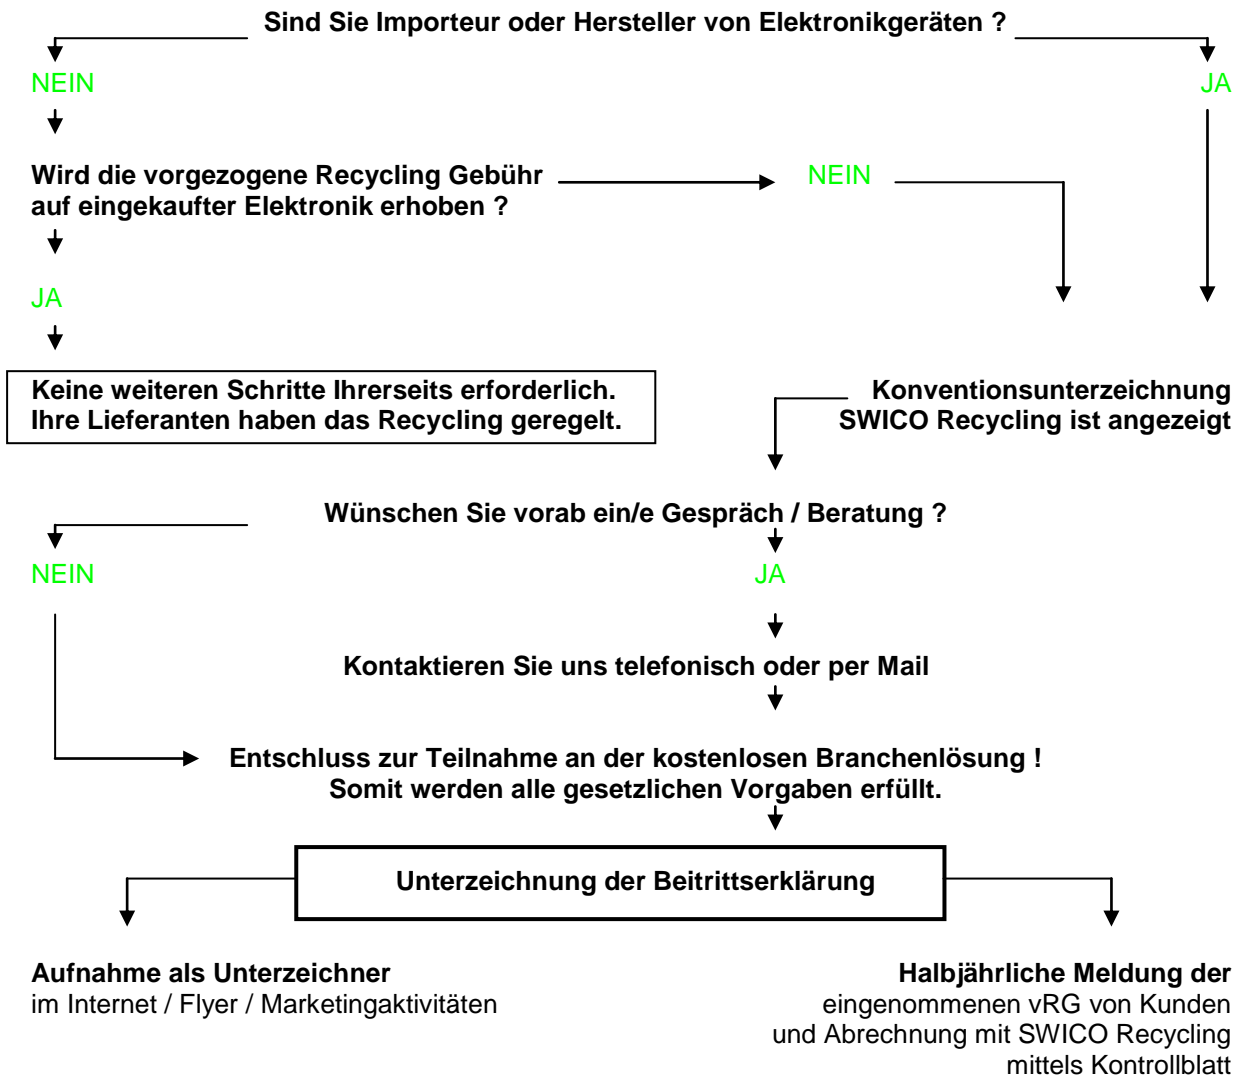 Sind Sie Importeur oder Hersteller von Elektronikgeräten ?
NEIN
JA
Wird die vorgezogene Recycling Gebühr
auf eingekaufter Elektronik erhoben ?
NEIN
JA
Keine weiteren Schritte Ihrerseits erforderlich.
Ihre Lieferanten haben das Recycling geregelt.
Konventionsunterzeichnung
SWICO Recycling ist angezeigt
Wünschen Sie vorab ein/e Gespräch / Beratung ?
NEIN
JA
Kontaktieren Sie uns telefonisch oder per Mail
Entschluss zur Teilnahme an der kostenlosen Branchenlösung !
Somit werden alle gesetzlichen Vorgaben erfüllt.
Unterzeichnung der Beitrittserklärung
Aufnahme als Unterzeichner
im Internet / Flyer / Marketingaktivitäten
Halbjährliche Meldung der
eingenommenen vRG von Kunden
und Abrechnung mit SWICO Recycling
mittels Kontrollblatt